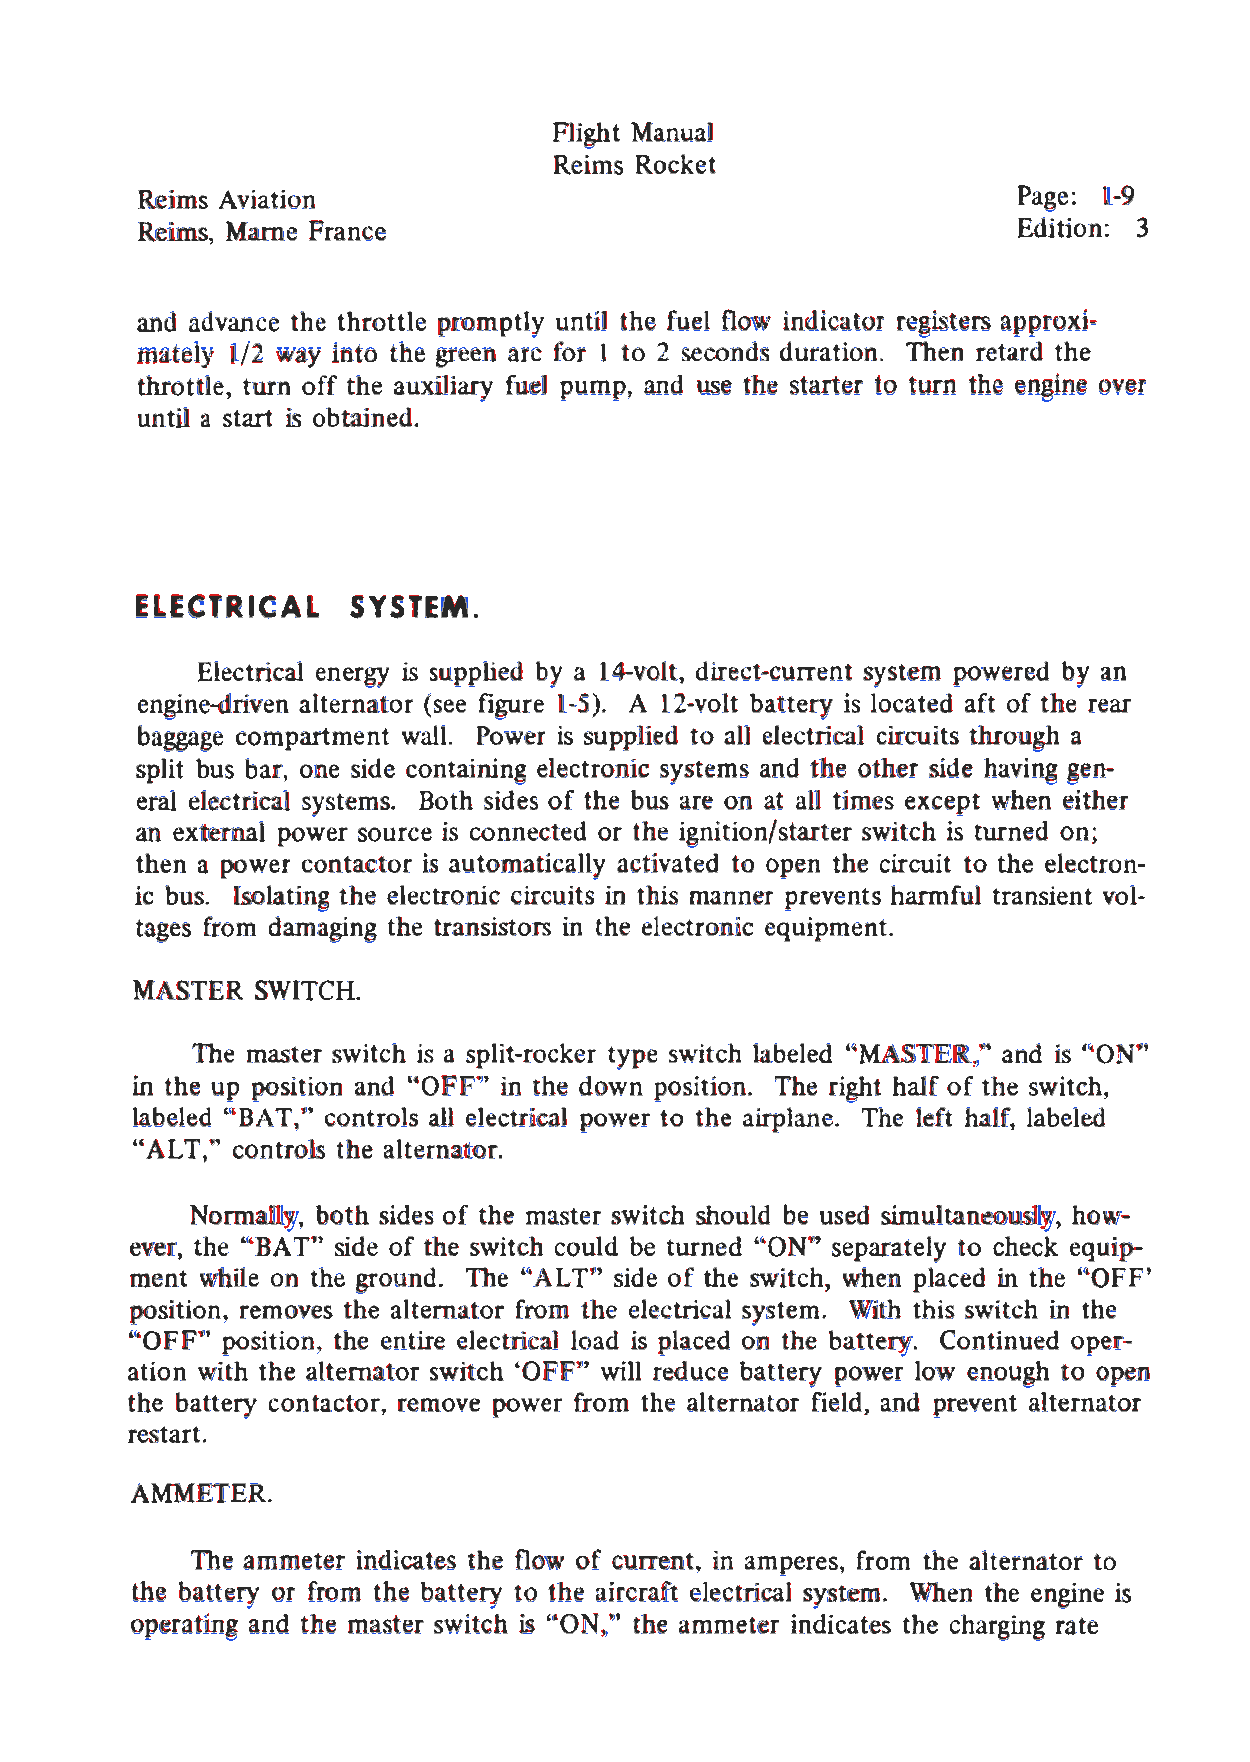 Flight Manual
Reims Rocket
Reims Aviation
Page: 1-9
Reims, Marne France
Edition: 3
and advance the throttle promptly until the fuel flow indicator registers approxi-
mately 1/2 way into the green arc for 1 to 2 seconds duration. Then retard the
throttle, turn off the auxiliary fuel pump, and use the starter to turn the engine over
until a start is obtained.
ELECTRICAL SYSTEM.
Electrical energy is supplied by a 14-volt, direct-current system powered by an
engine-driven alternator (see figure 1-5). A 12-volt battery is located aft of the rear
baggage compartment wall. Power is supplied to all electrical circuits through a
split bus bar, one side containing electronic systems and the other side having gen-
eral electrical systems. Both sides of the bus are on at all times except when either
an external power source is connected or the ignition/starter switch is turned on;
then a power contactor is automatically activated to open the circuit to the electron-
ic bus. Isolating the electronic circuits in this manner prevents harmful transient vol-
tages from damaging the transistors in the electronic equipment.
MASTER SWITCH.
The master switch is a split-rocker type switch labeled “MASTER,” and is “ON”
in the up position and “OFF” in the down position. The right half of the switch,
labeled “BAT,” controls all electrical power to the airplane. The left half, labeled
“ALT,” controls the alternator.
Normally, both sides of the master switch should be used simultaneously, how-
ever, the “BAT” side of the switch could be turned “ON” separately to check equip-
ment while on the ground. The “ALT” side of the switch, when placed in the “OFF’
position, removes the alternator from the electrical system. With this switch in the
“OFF” position, the entire electrical load is placed on the battery. Continued oper-
ation with the alternator switch ‘OFF” will reduce battery power low enough to open
the battery contactor, remove power from the alternator field, and prevent alternator
restart.
AMMETER.
The ammeter indicates the flow of current, in amperes, from the alternator to
the battery or from the battery to the aircraft electrical system. When the engine is
operating and the master switch is “ON,” the ammeter indicates the charging rate